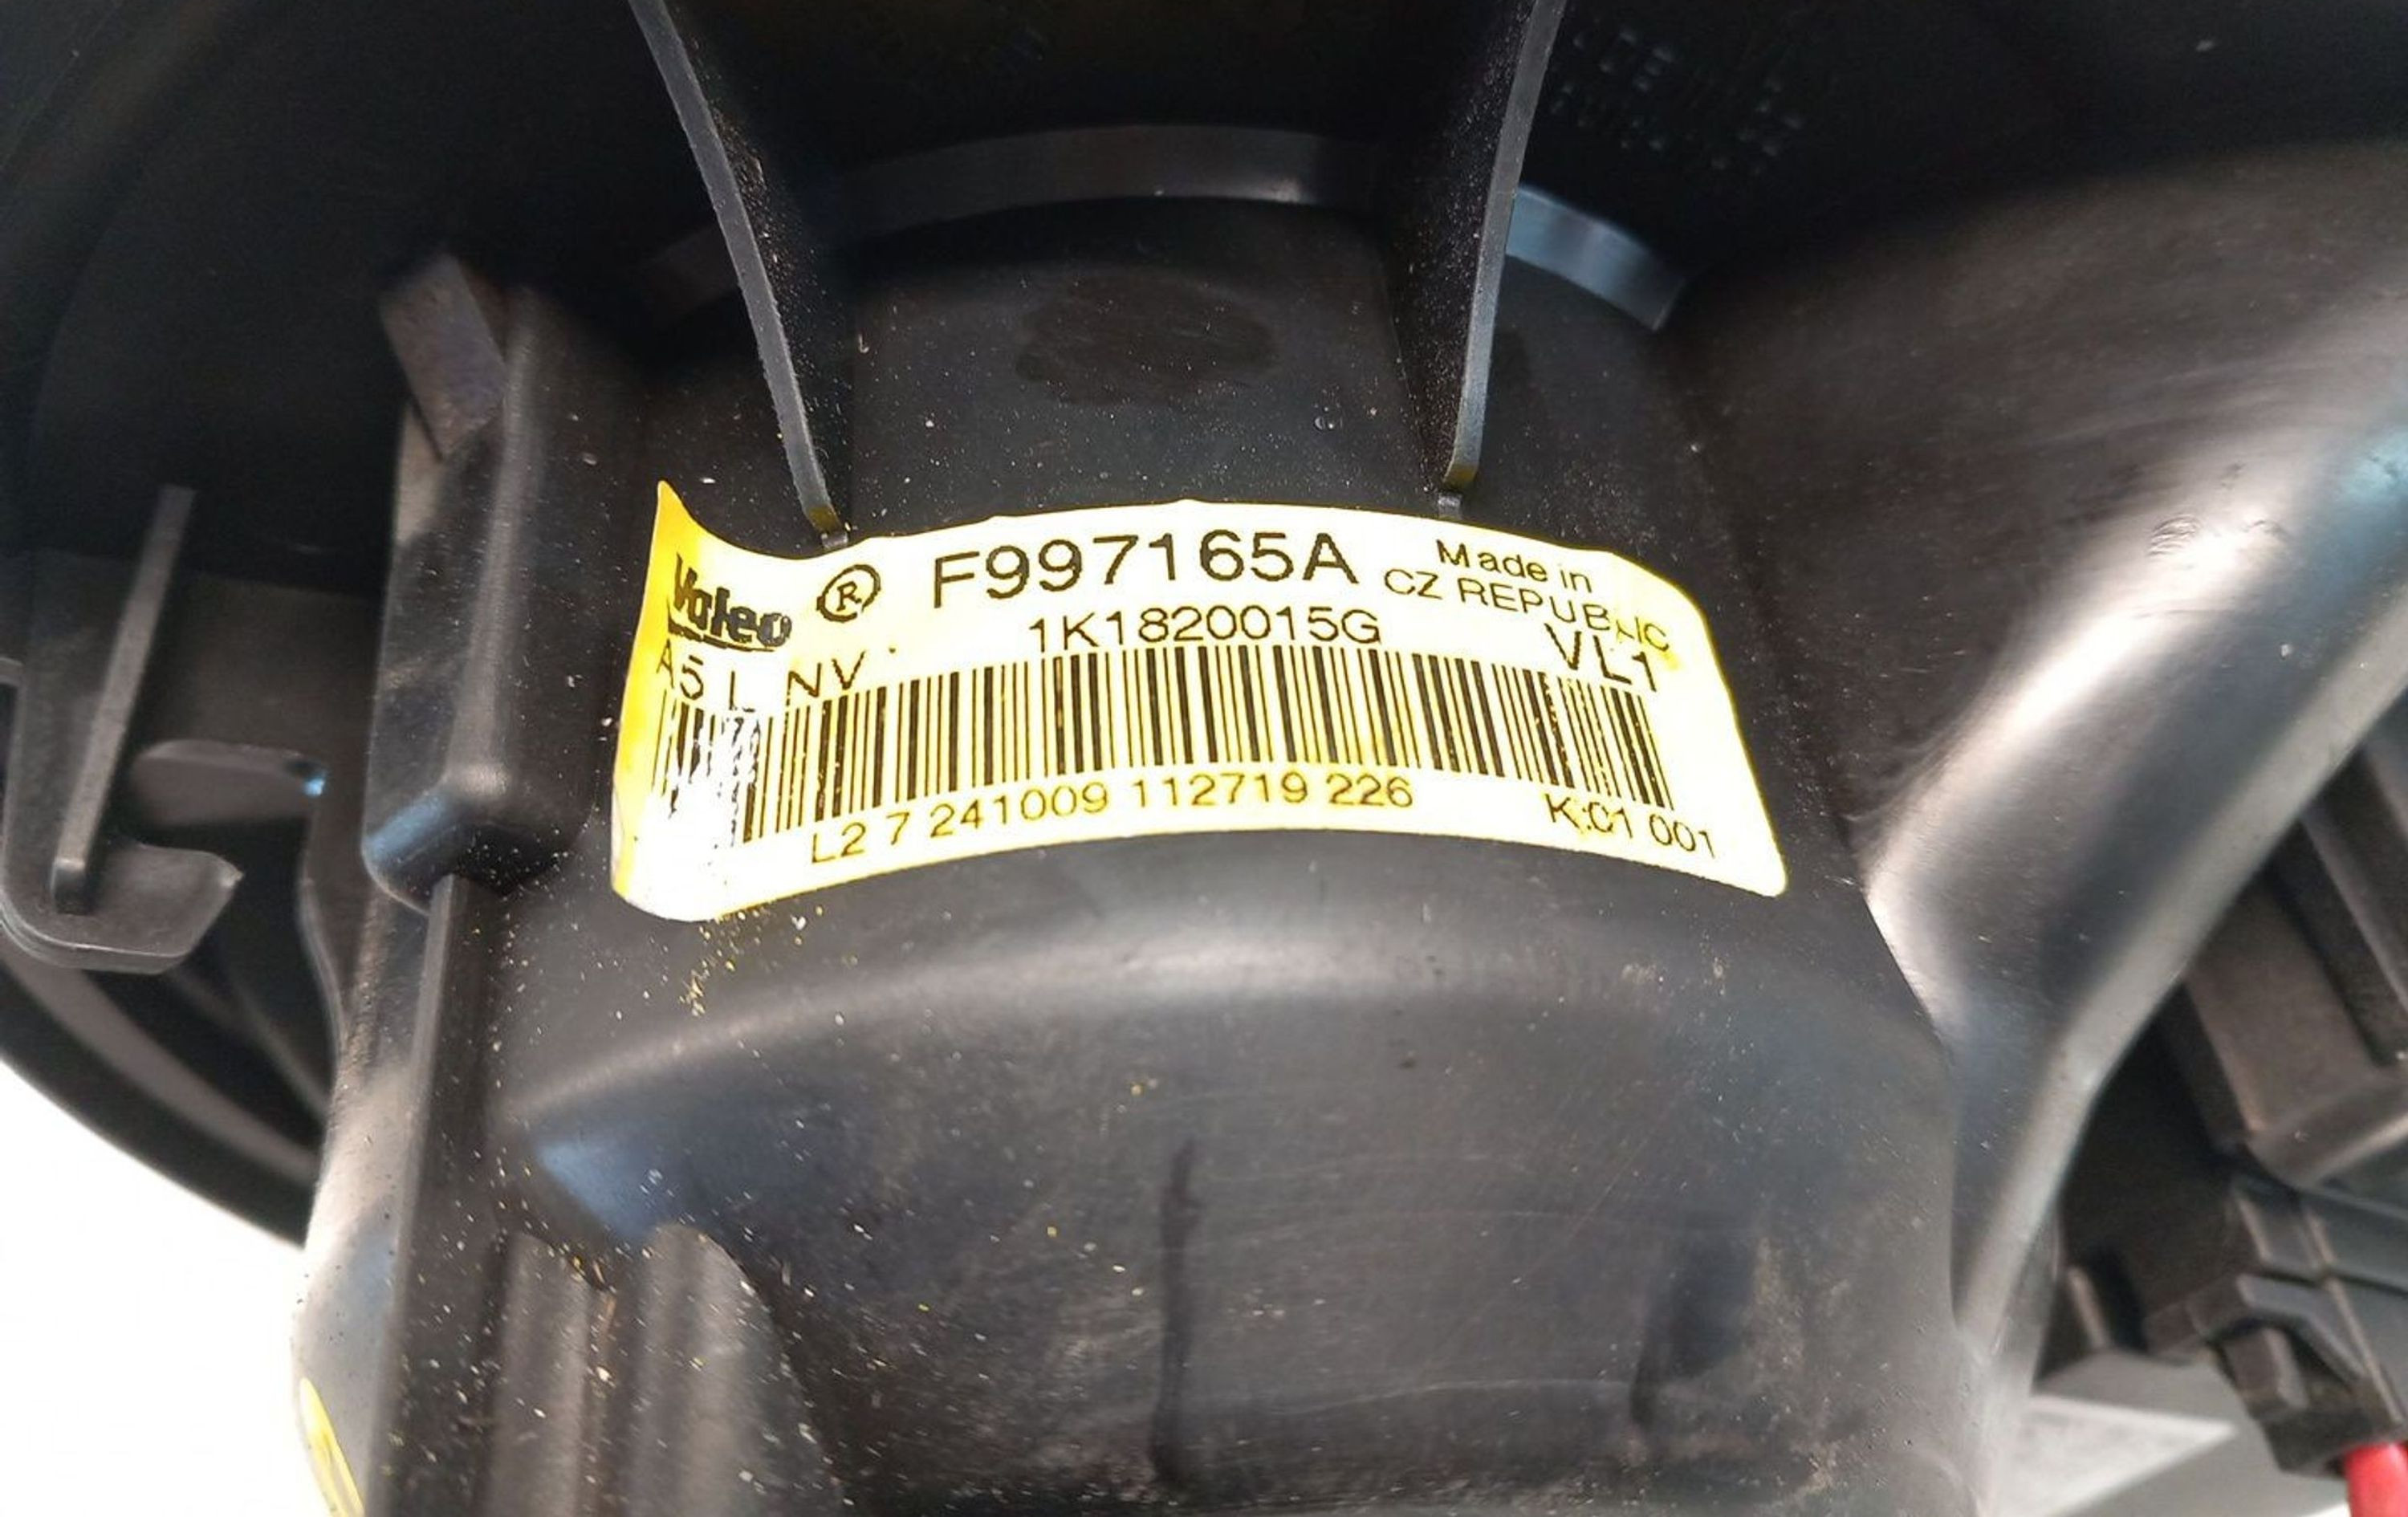 Valeo ® F997165A Made in
CZ REPUBLIC
1K1820015G
A5 L NV VL1
L2 7 241009 112719 226 K:01 001